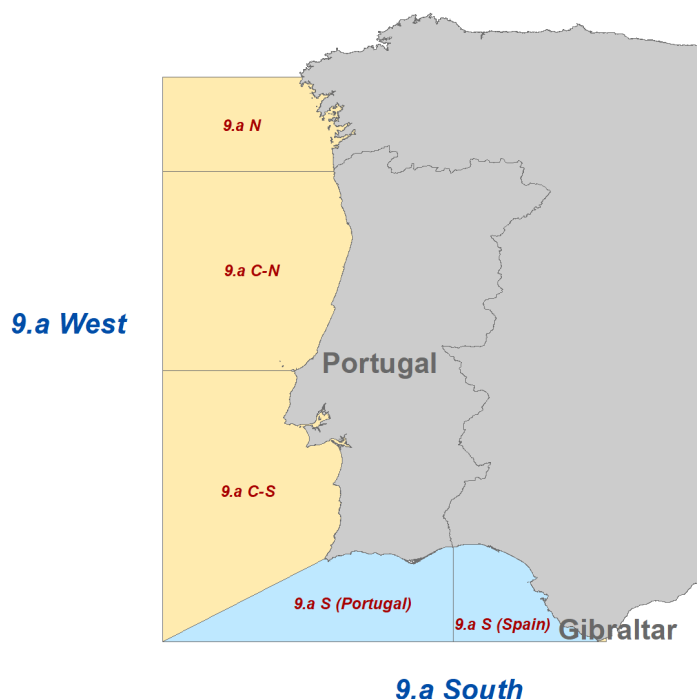 9.a N
9.a C-N
9.a West
Portugal
9.a C-S
9.a S (Portugal)
9.a S (Spain)
Gibraltar
9.a South